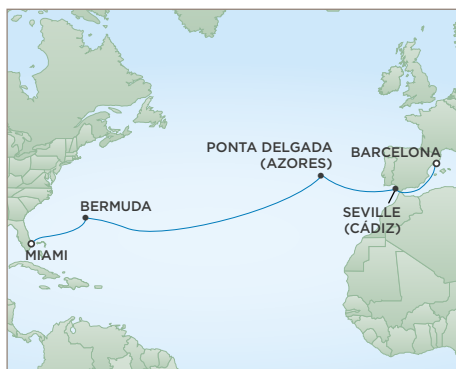 PONTA DELGADA
(AZORES)
BARCELONA
BERMUDA
SEVILLE
(CÁDIZ)
MIAMI